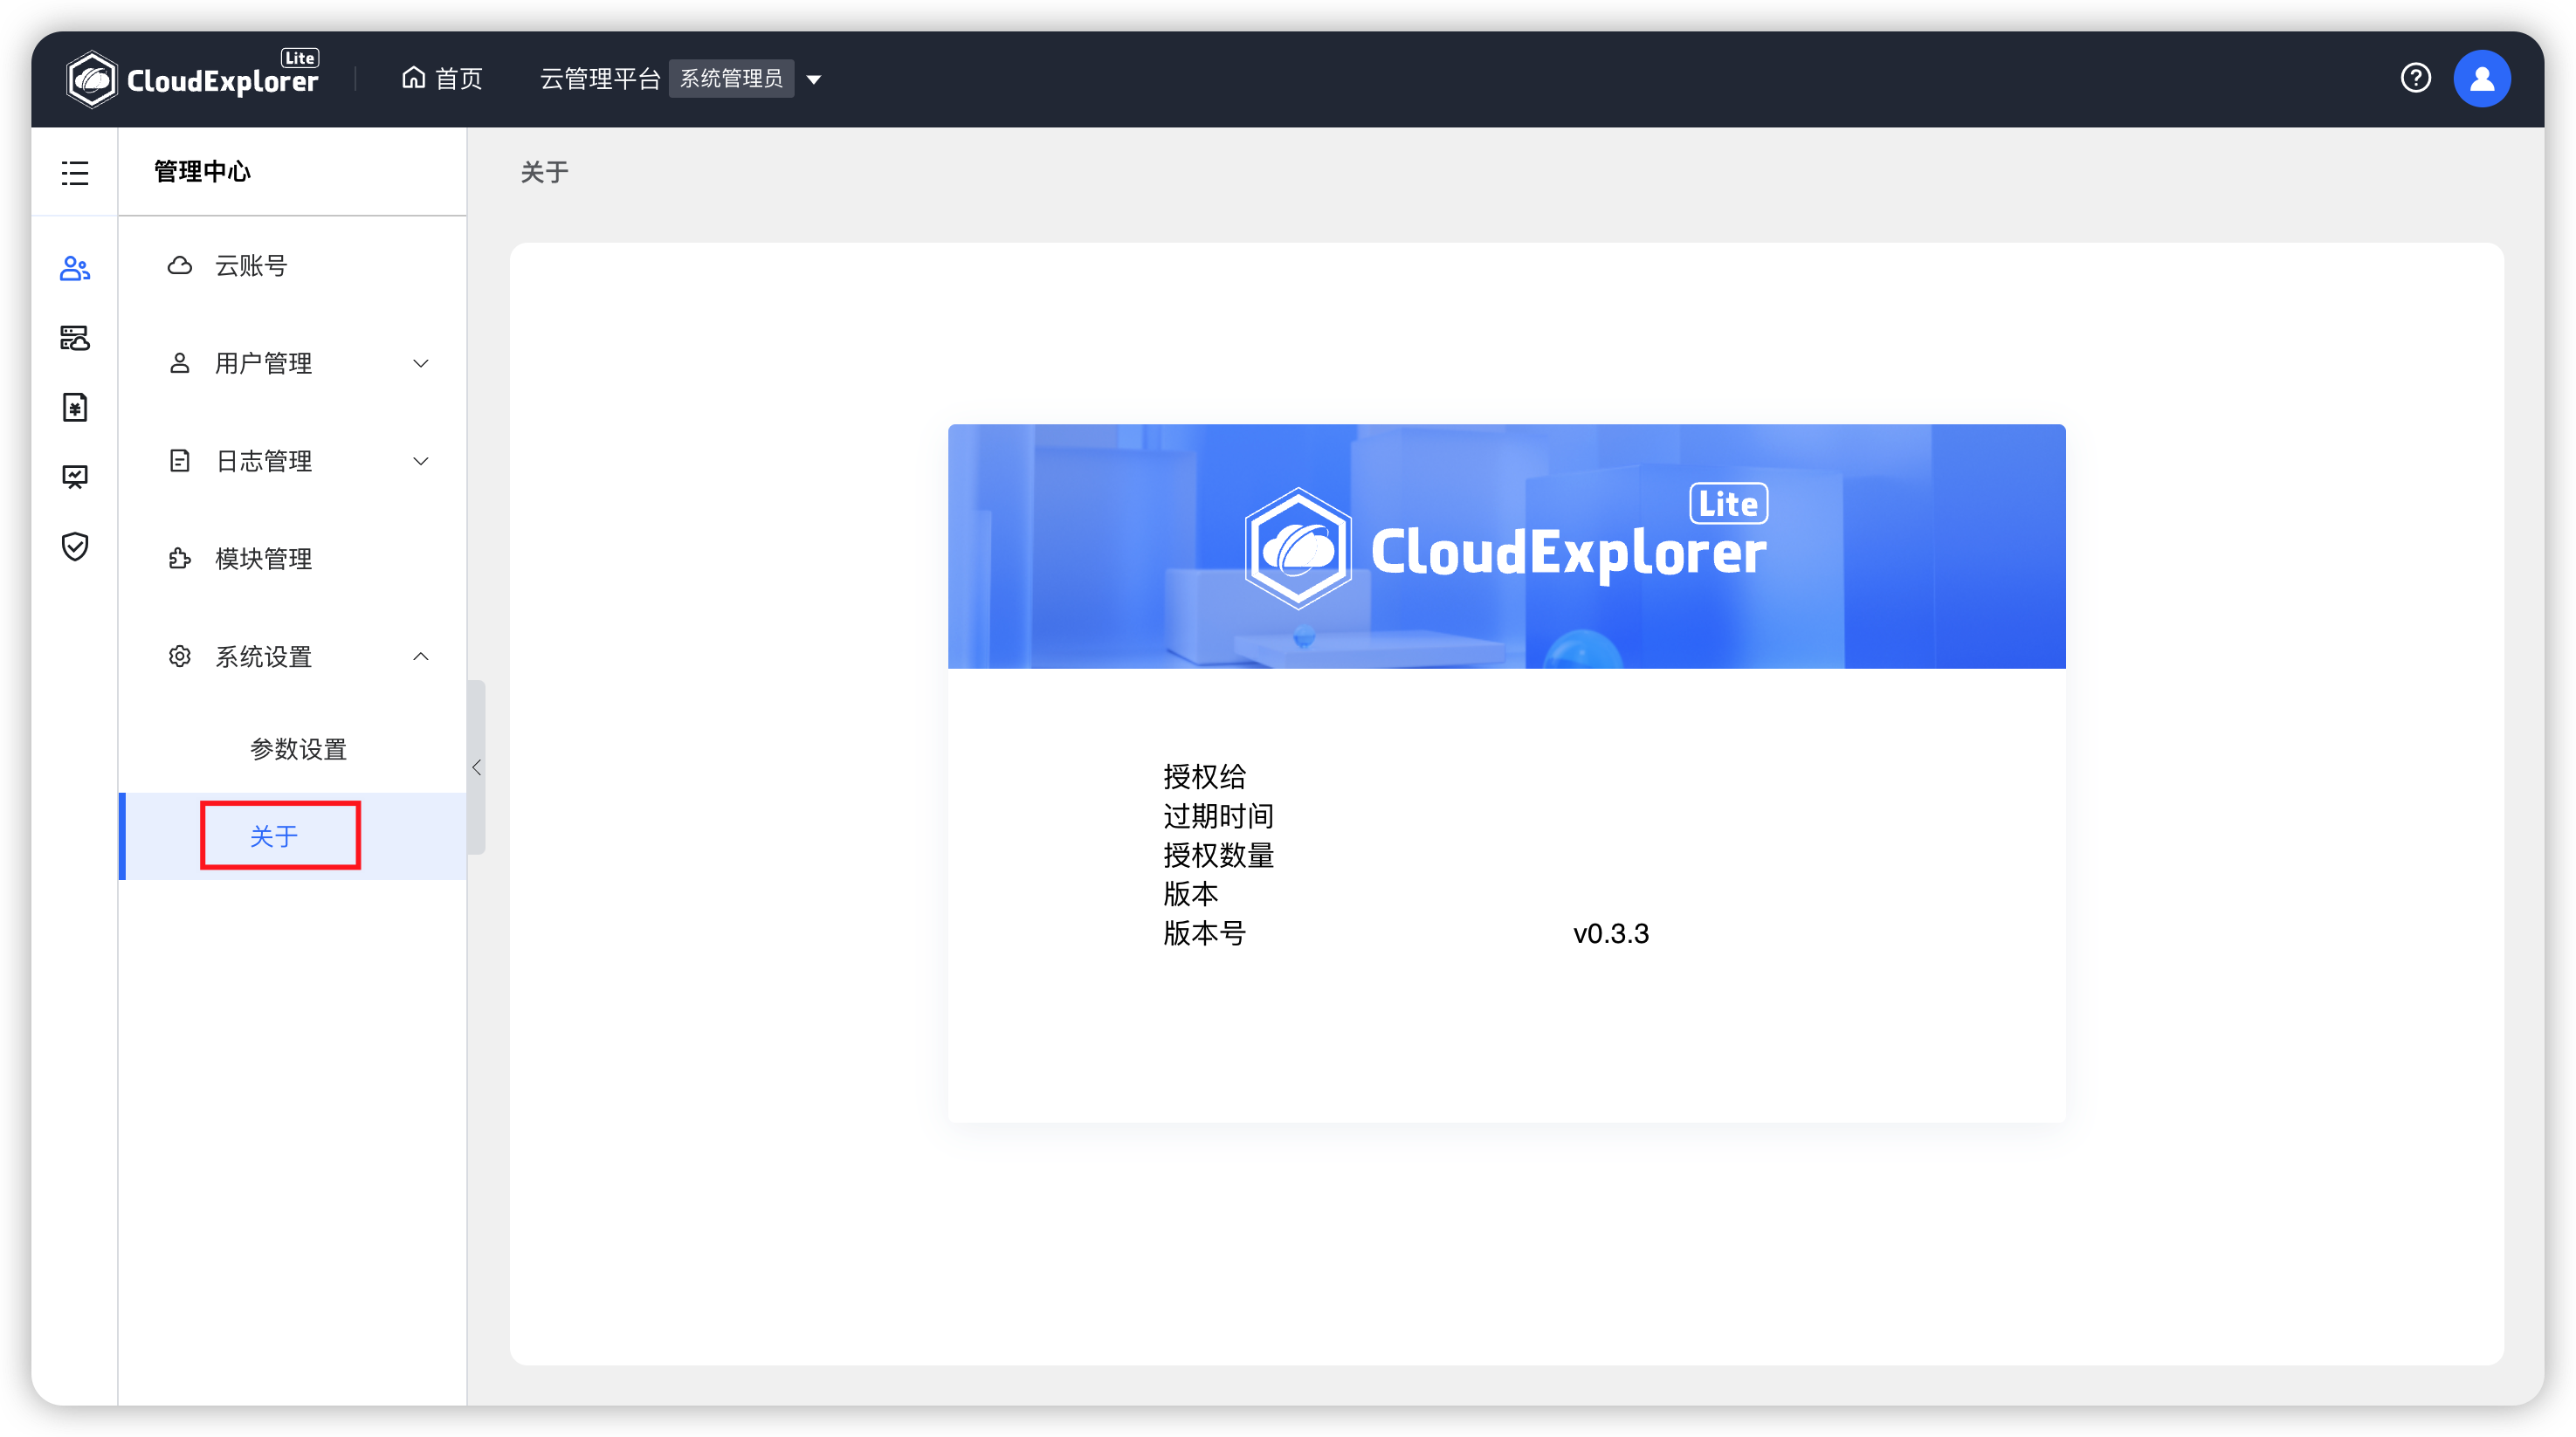 CloudExplorer Lite
首页
云管理平台 系统管理员
管理中心
云账号
用户管理
日志管理
模块管理
系统设置
参数设置
关于
关于
CloudExplorer Lite
授权给
过期时间
授权数量
版本
版本号 v0.3.3